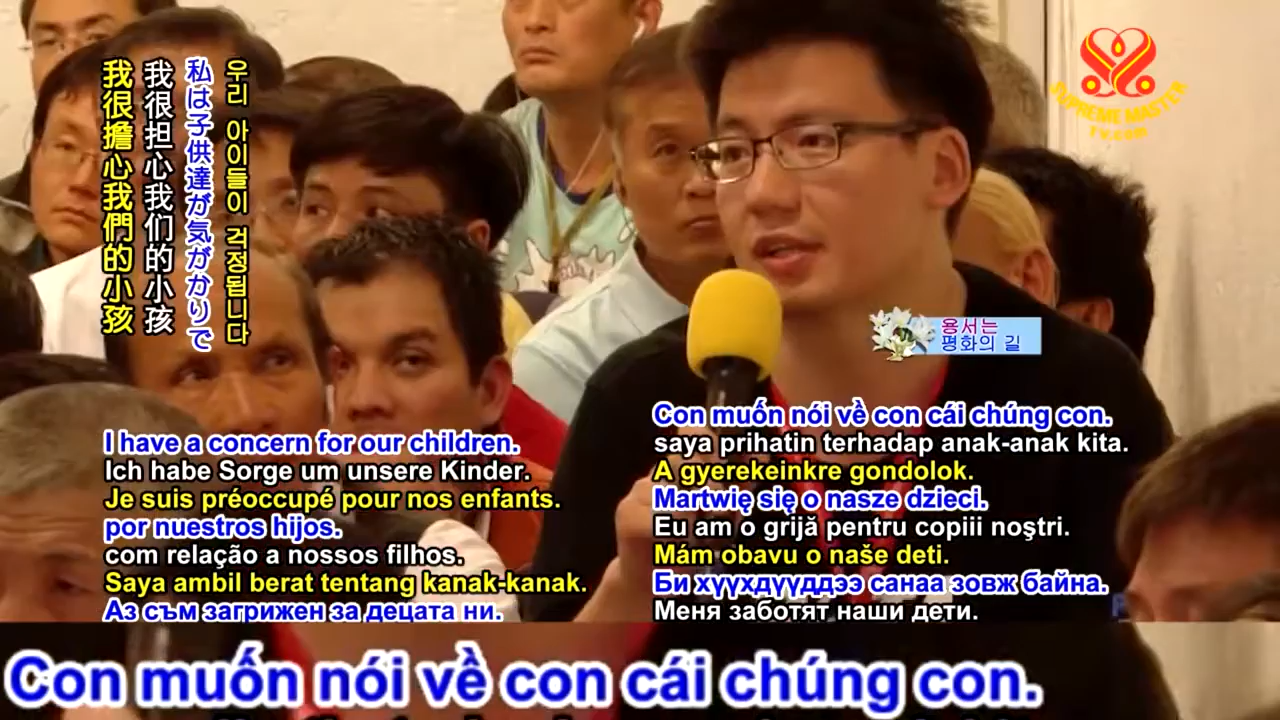 我很擔心我們的小孩
我很担心我们的小孩
私は子供達が気がかりで
우리 아이들이 걱정됩니다
SUPREME MASTER
TV.com
용서는
평화의 길
I have a concern for our children.
Ich habe Sorge um unsere Kinder.
Je suis préoccupé pour nos enfants.
por nuestros hijos.
com relação a nossos filhos.
Saya ambil berat tentang kanak-kanak.
Аз съм загрижен за децата ни.
Con muốn nói về con cái chúng con.
saya prihatin terhadap anak-anak kita.
A gyerekeinkre gondolok.
Martwię się o nasze dzieci.
Eu am o grijă pentru copiii noştri.
Mám obavu o naše deti.
Би хүүхдүүддээ санаа зовж байна.
Меня заботят наши дети.
Con muốn nói về con cái chúng con.